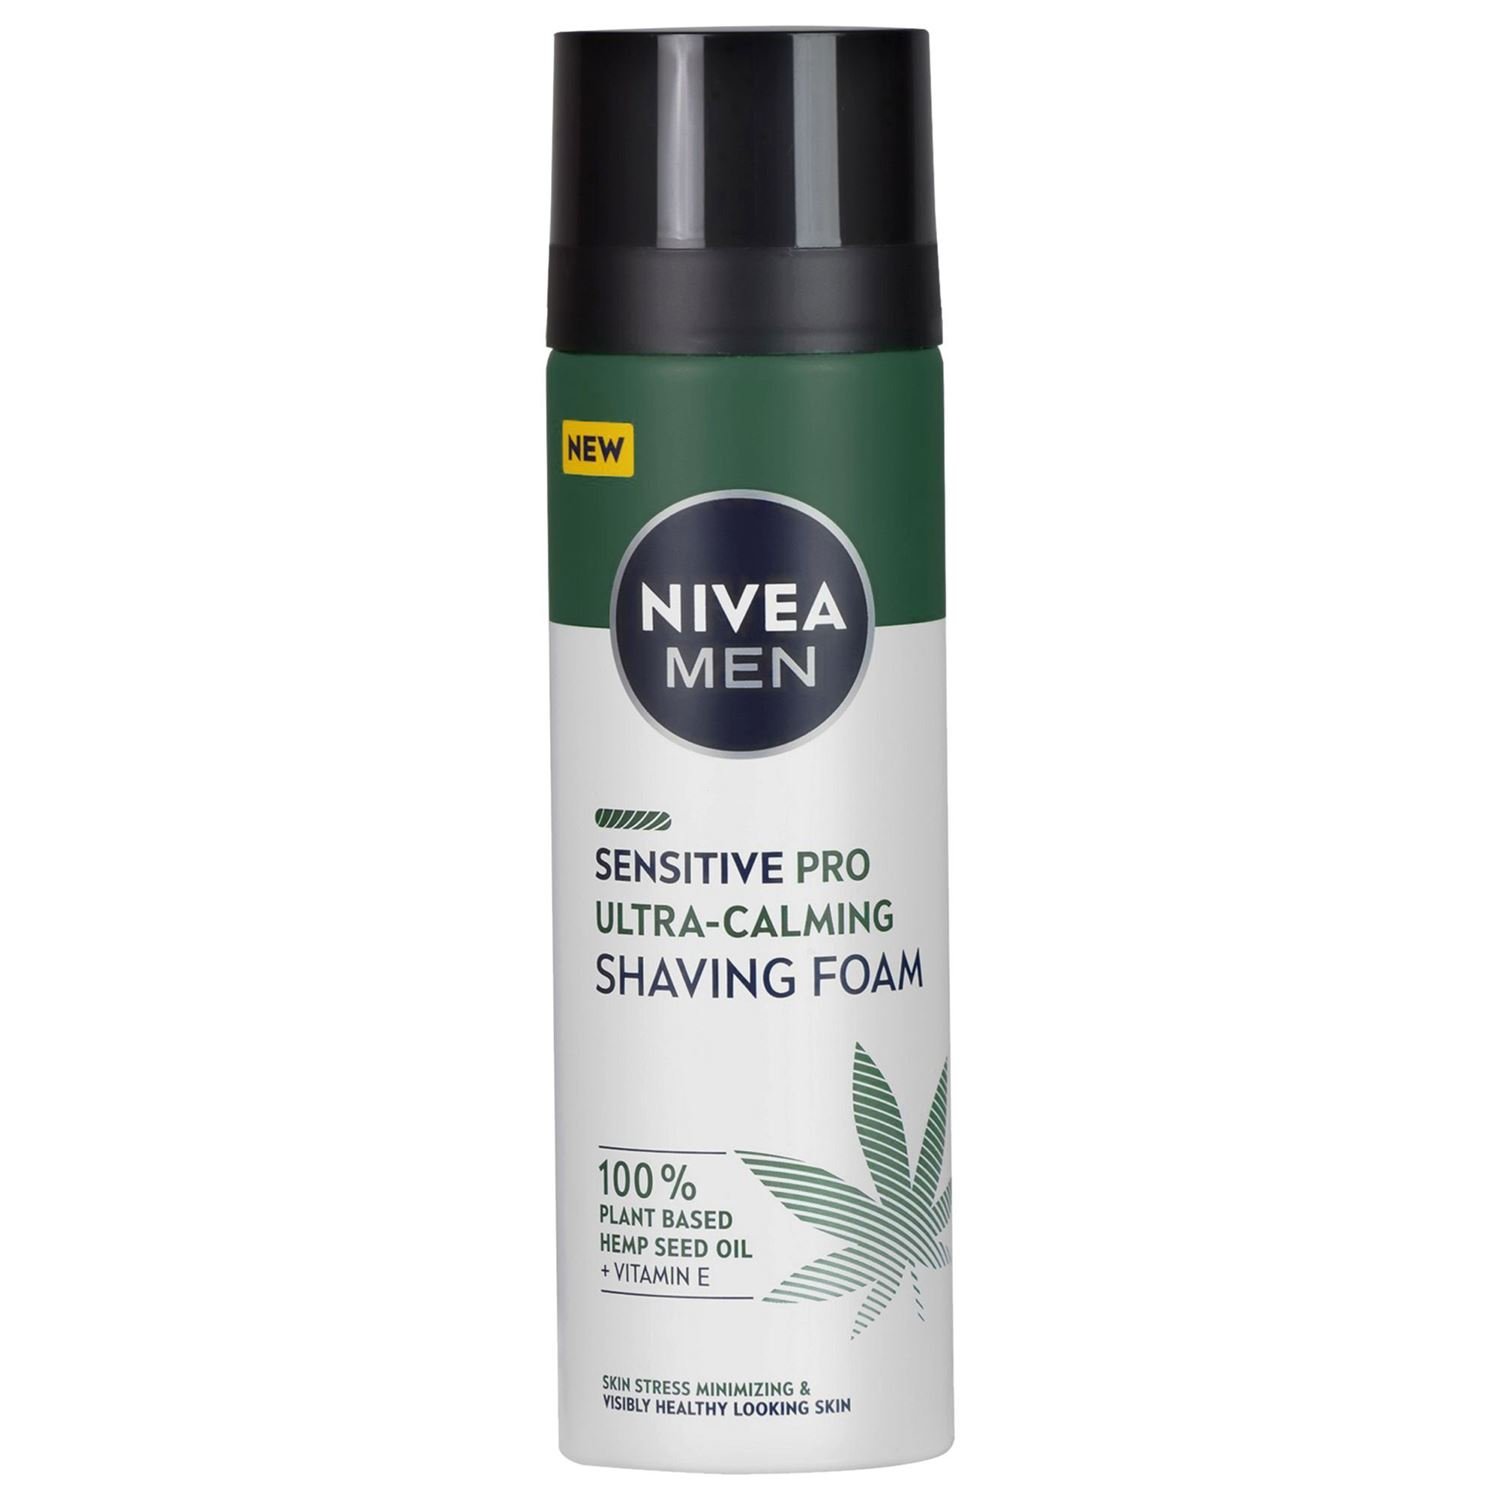 NEW
NIVEA
MEN
SENSITIVE PRO
ULTRA-CALMING
SHAVING FOAM
100 %
PLANT BASED
HEMP SEED OIL
+ VITAMIN E
SKIN STRESS MINIMIZING &
VISIBLY HEALTHY LOOKING SKIN